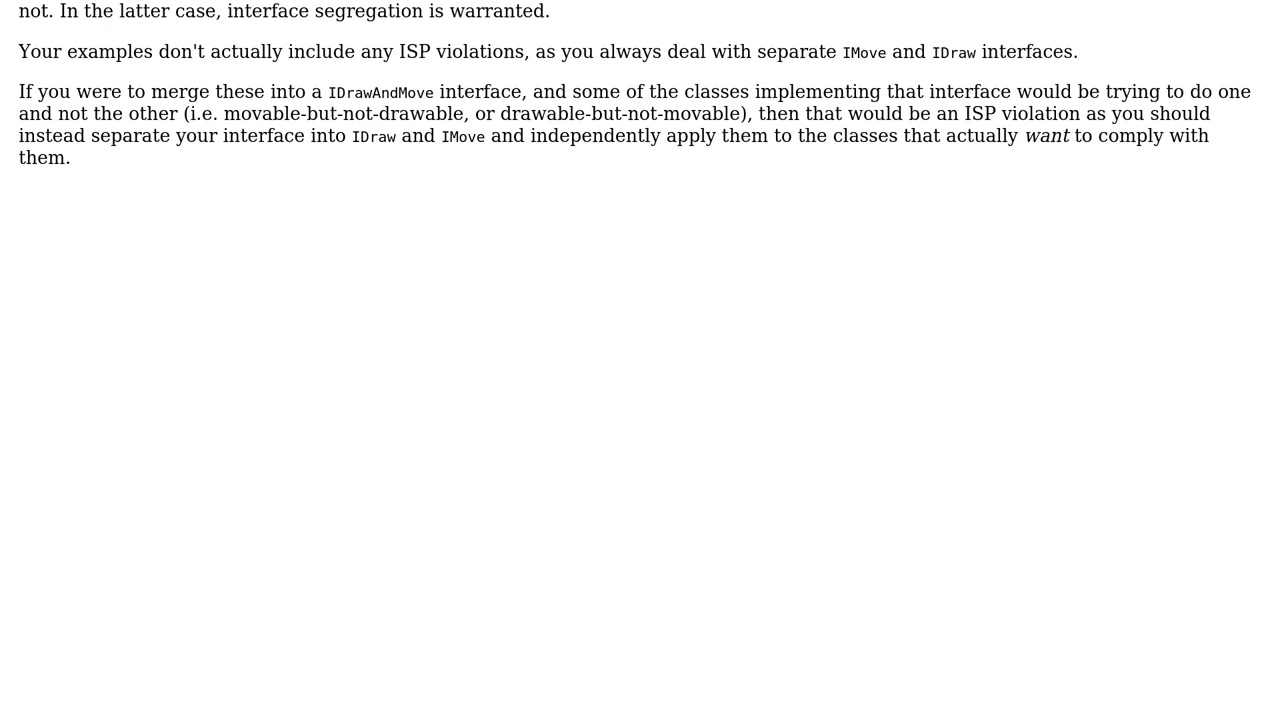 not. In the latter case, interface segregation is warranted.
Your examples don't actually include any ISP violations, as you always deal with separate IMove and IDraw interfaces.
If you were to merge these into a IDrawAndMove interface, and some of the classes implementing that interface would be trying to do one
and not the other (i.e. movable-but-not-drawable, or drawable-but-not-movable), then that would be an ISP violation as you should
instead separate your interface into IDraw and IMove and independently apply them to the classes that actually want to comply with
them.